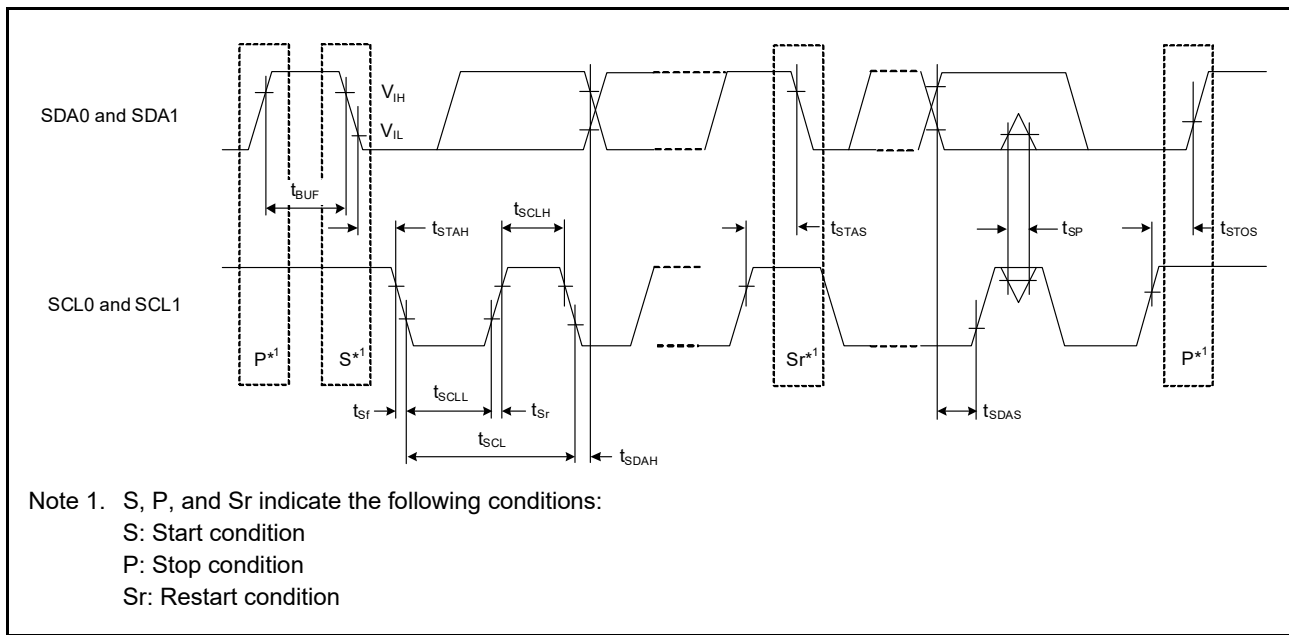 SDA0 and SDA1
VIH
VIL
tBUF
tSTAH
tSCLH
tSTAS
tSP
tSTOS
SCL0 and SCL1
P*1
S*1
Sr*1
P*1
tSf
tSCLL
tSr
tSDAS
tSCL
tSDAH
Note 1. S, P, and Sr indicate the following conditions:
S: Start condition
P: Stop condition
Sr: Restart condition